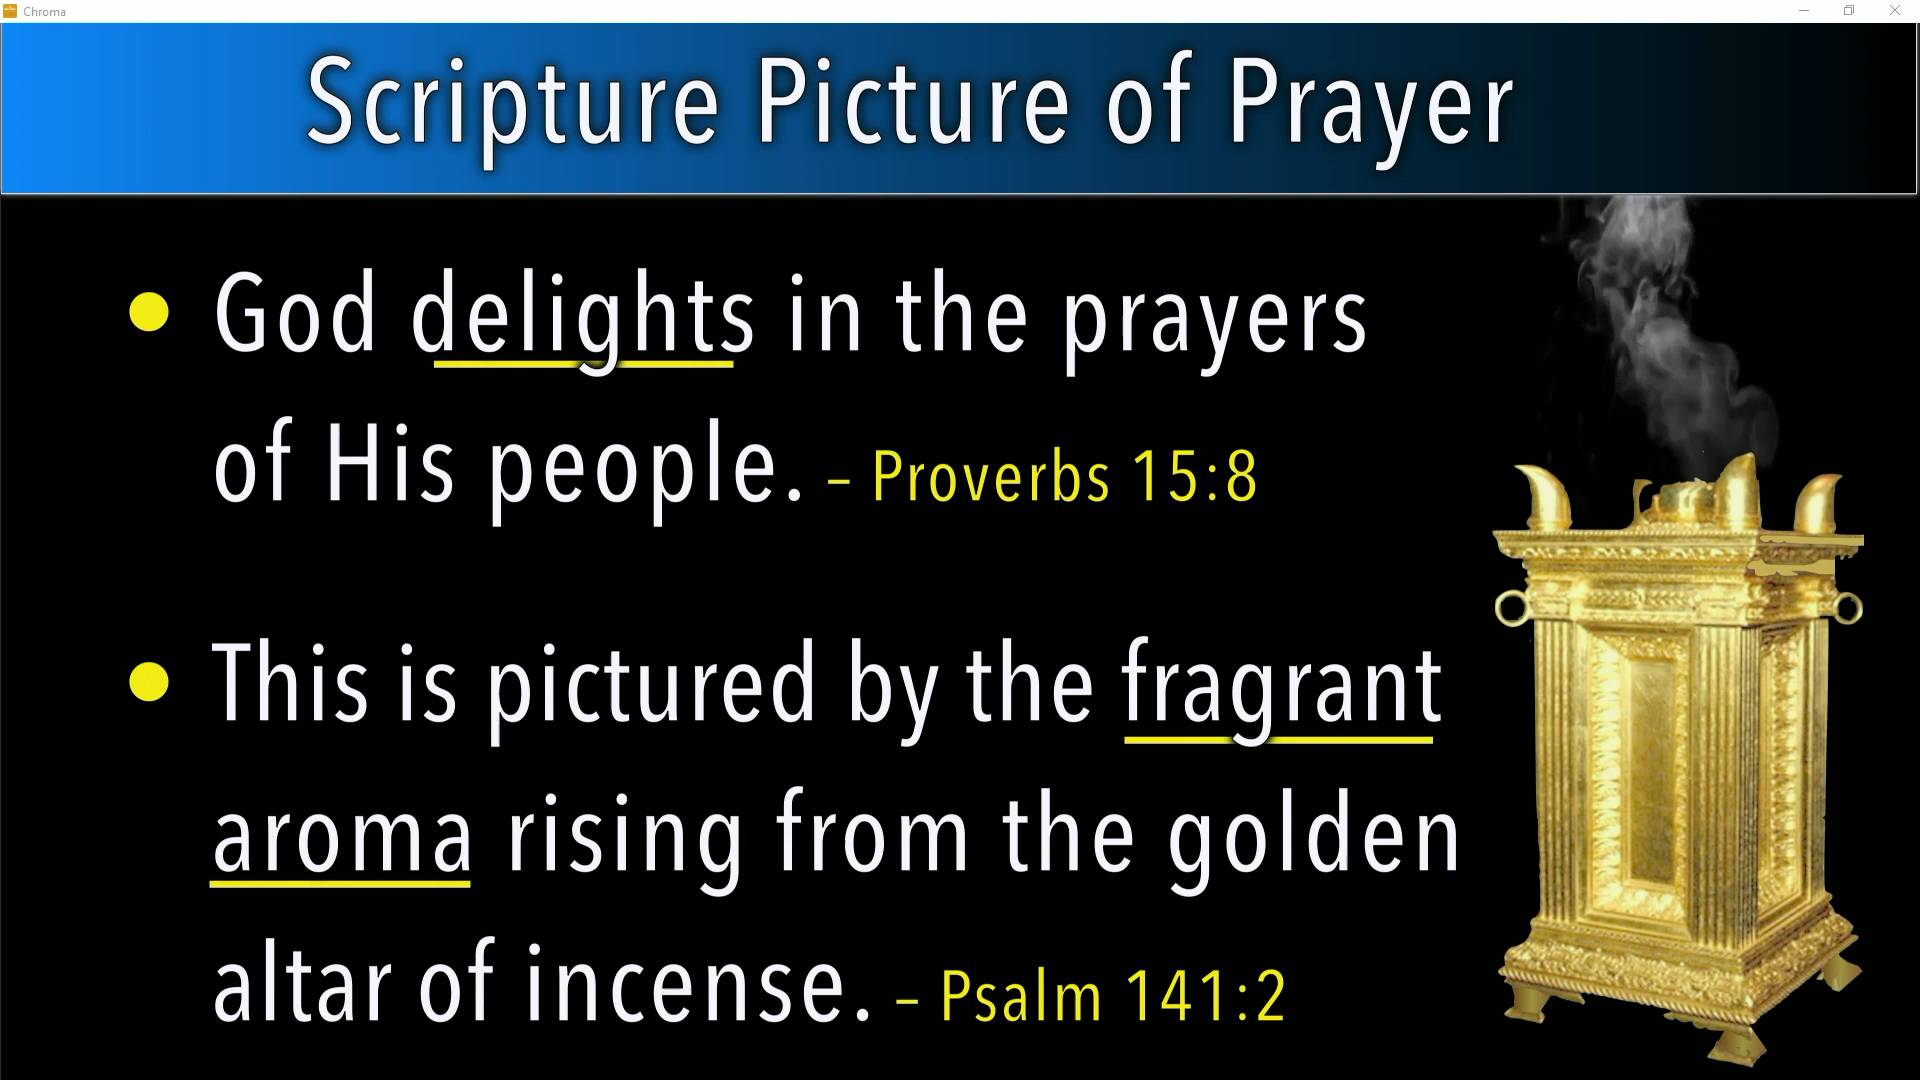 Chroma
Scripture Picture of Prayer
• God delights in the prayers
of His people. – Proverbs 15:8
• This is pictured by the fragrant
aroma rising from the golden
altar of incense. – Psalm 141:2